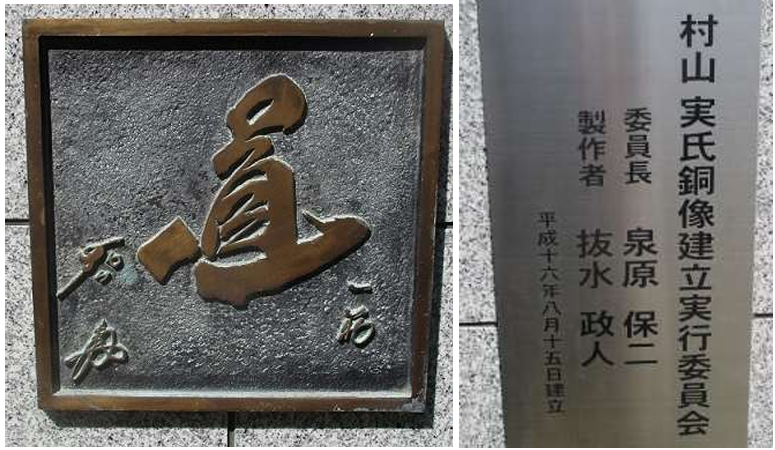 道
村山 実氏銅像建立実行委員会
委員長 泉原 保二
製作者 抜水 政人
平成十六年八月十五日建立